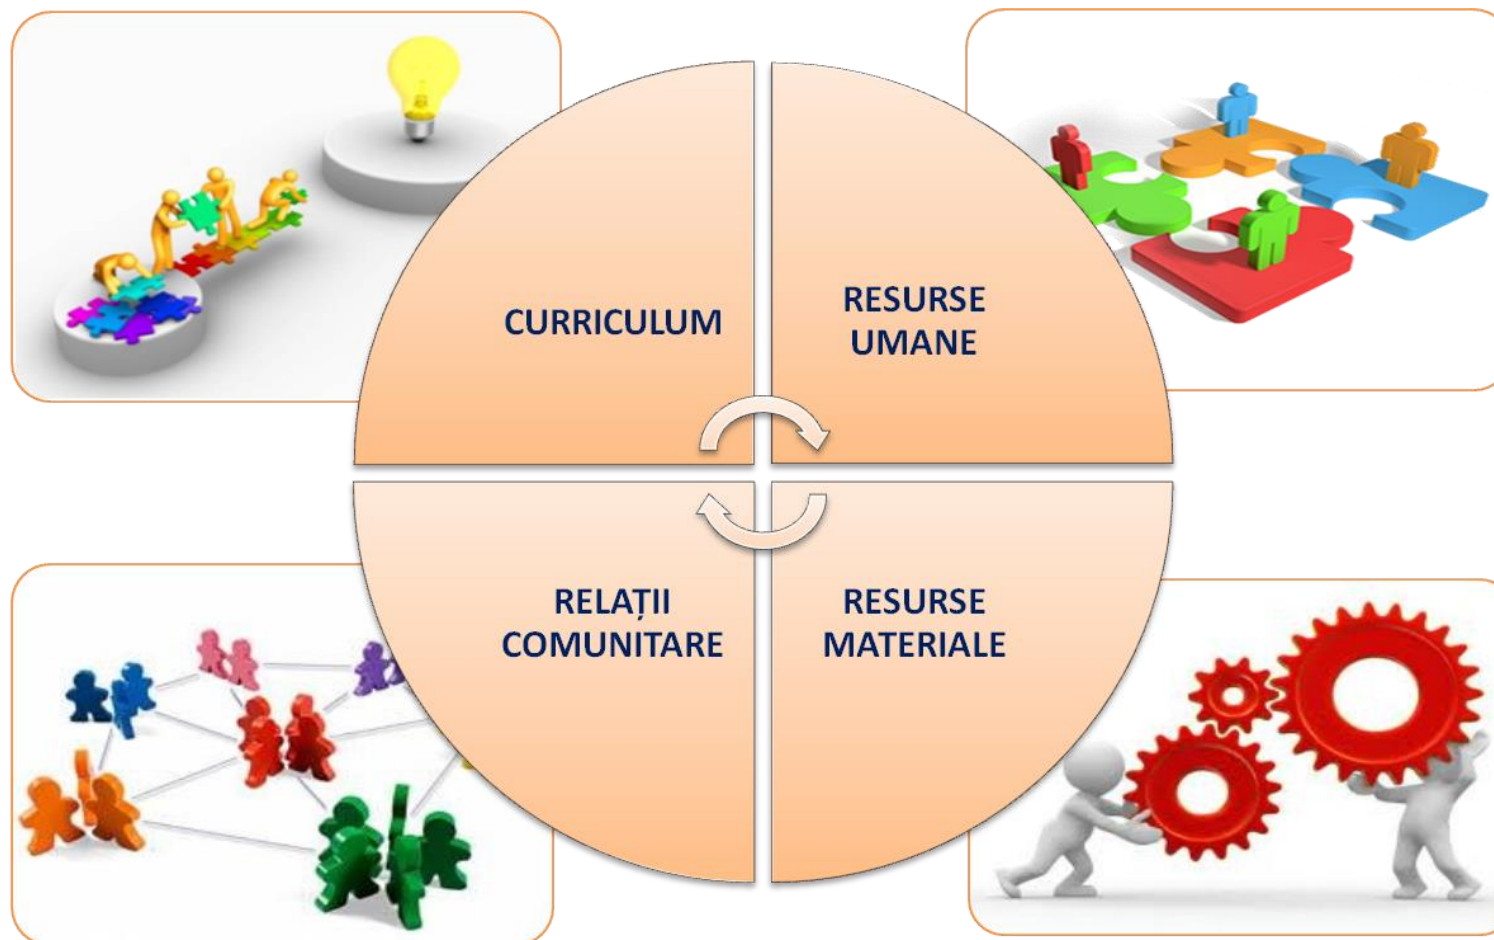 CURRICULUM
RESURSE
UMANE
RELAȚII
COMUNITARE
RESURSE
MATERIALE